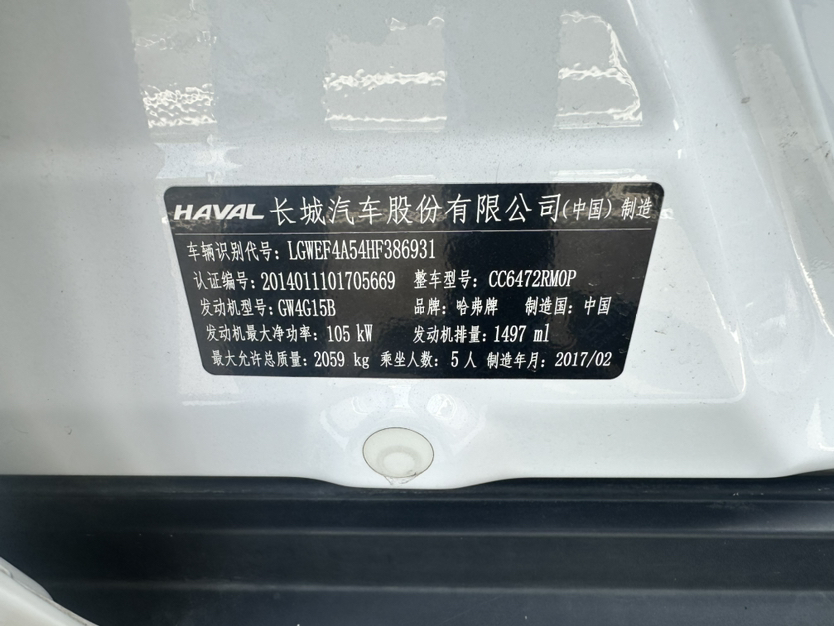 HAVAL 长城汽车股份有限公司(中国) 制造
车辆识别代号: LGWEF4A54HF386931
认证编号: 2014011101705669 整车型号: CC6472RM0P
发动机型号: GW4G15B 品牌: 哈弗牌 制造国: 中国
发动机最大净功率: 105 kW 发动机排量: 1497 ml
最大允许总质量: 2059 kg 乘坐人数: 5 人 制造年月: 2017/02